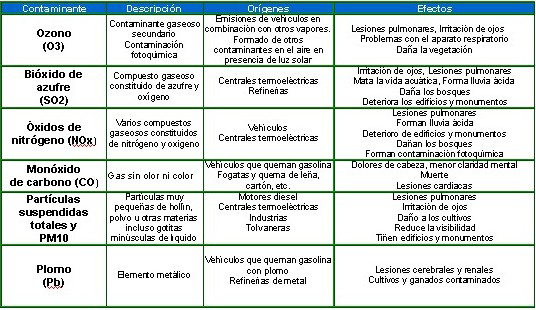 Contaminante Descripción Orígenes Efectos
Ozono
(O3)
Contaminante gaseoso
secundario
Contaminación
fotoquímica
Emisiones de vehículos en
combinación con otros vapores.
Formado de otros
contaminantes en el aire en
presencia de luz solar
Lesiones pulmonares, Irritación de ojos
Problemas con el aparato respiratorio
Daña la vegetación
Bióxido de
azufre
(SO2)
Compuesto gaseoso
constituido de azufre y
oxígeno
Centrales termoeléctricas
Refinerías
Irritación de ojos, Lesiones pulmonares
Mata la vida acuática, Forma lluvia ácida
Daña los bosques
Deteriora los edificios y monumentos
Óxidos de
nitrógeno (NOx)
Varios compuestos
gaseosos constituidos
de nitrógeno y oxígeno
Vehículos
Centrales termoeléctricas
Lesiones pulmonares
Forman lluvia ácida
Deterioro de edificios y monumentos
Dañan los bosques
Forman contaminación fotoquímica
Monóxido
de carbono (CO)
Gas sin olor ni color
Vehículos que queman gasolina
Fogatas y quema de leña,
cartón, etc.
Dolores de cabeza, menor claridad mental
Muerte
Lesiones cardíacas
Partículas
suspendidas
totales y
PM10
Partículas muy
pequeñas de hollín,
polvo u otras materias
incluso gotitas
minúsculas de líquido
Motores diesel
Centrales termoeléctricas
Industrias
Tolvaneras
Lesiones pulmonares
Irritación de ojos
Daño a los cultivos
Reduce la visibilidad
Tiñen edificios y monumentos
Plomo
(Pb)
Elemento metálico
Vehículos que queman gasolina
con plomo
Refinerías de metal
Lesiones cerebrales y renales
Cultivos y ganados contaminados